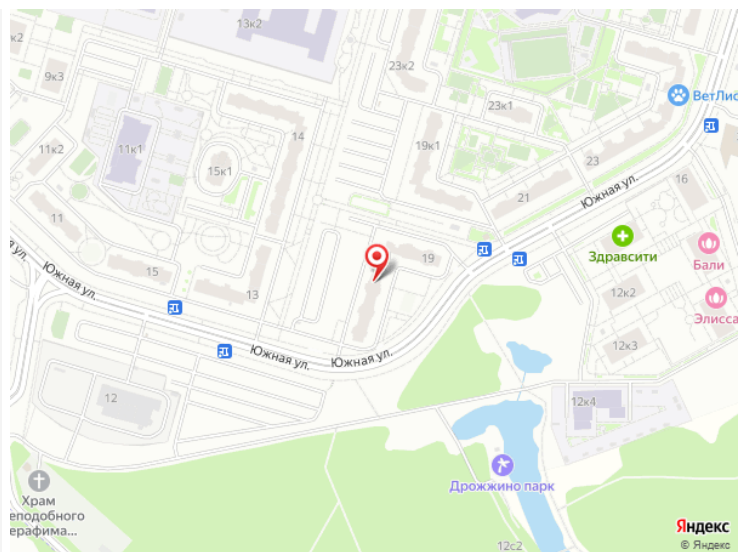 13к2
23к2
9к3
ВетЛис
23к1
14
11к2
11к1
19к1
15к1
23
21
16
Южная ул.
11
Здравсити
19
Бали
ул.
15
Южная ул.
13
12к2
Элисса
Южная ул.
Южная ул.
12к3
12
12к4
Дрожжино парк
Храм
еподобного
ерафима...
Яндекс
12с2
© Яндекс